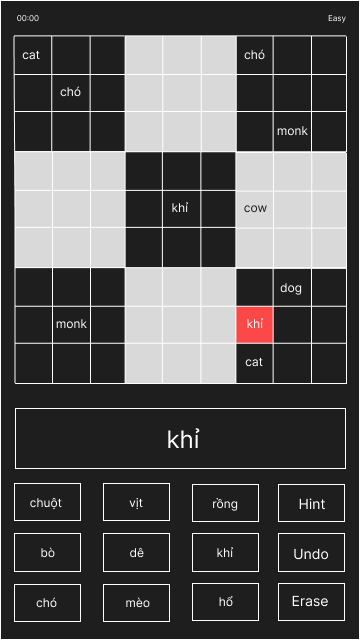 00:00 Easy
cat chó
chó
monk
khỉ cow
dog
monk khỉ
cat
khỉ
chuột vịt rồng Hint
bò dê khỉ Undo
chó mèo hổ Erase